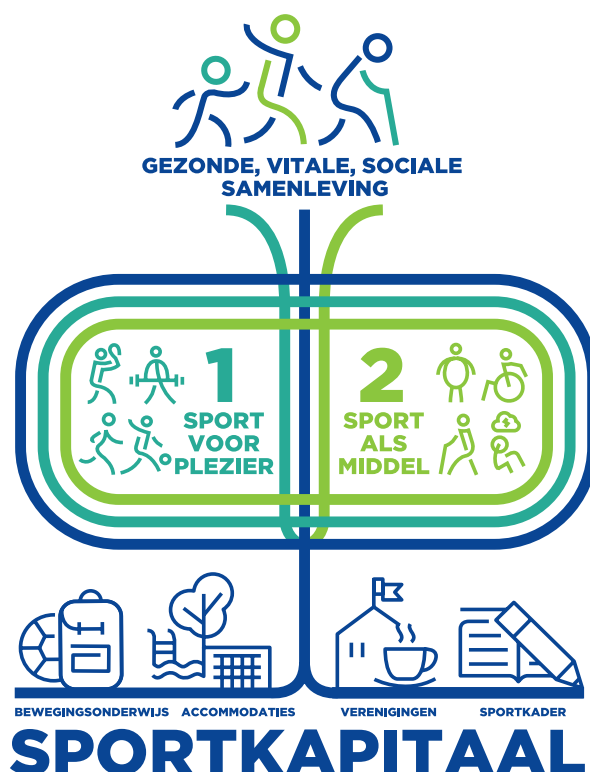 GEZONDE, VITALE, SOCIALE
SAMENLEVING
1
SPORT
VOOR
PLEZIER
2
SPORT
ALS
MIDDEL
BEWEGINGSONDERWIJS
ACCOMMODATIES
VERENIGINGEN
SPORTKADER
SPORTKAPITAAL